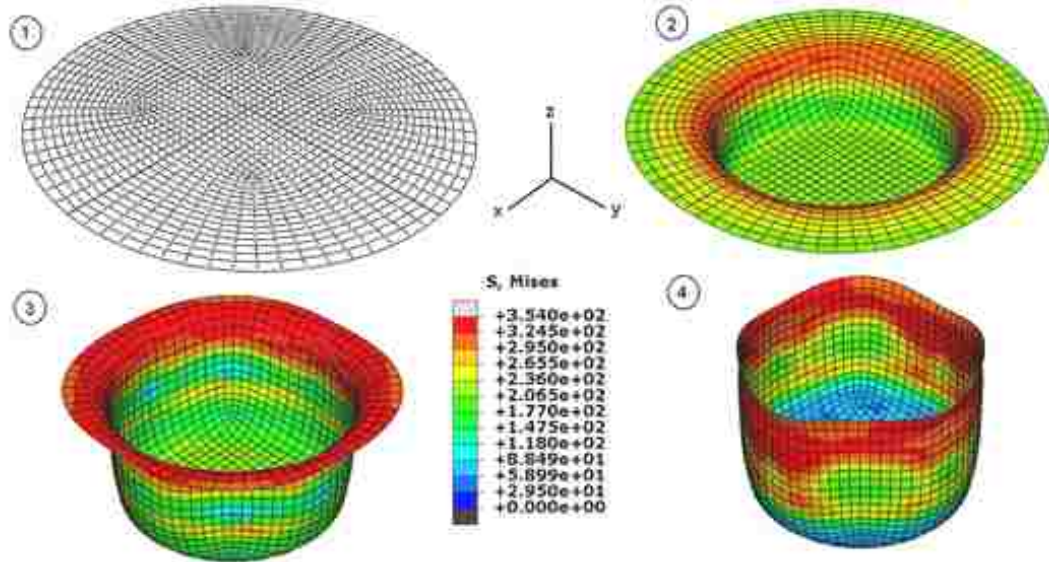 1
2
z
x
y
3
S, Mises
4
+3.540e+02
+3.245e+02
+2.950e+02
+2.655e+02
+2.360e+02
+2.065e+02
+1.770e+02
+1.475e+02
+1.180e+02
+8.849e+01
+5.899e+01
+2.950e+01
+0.000e+00